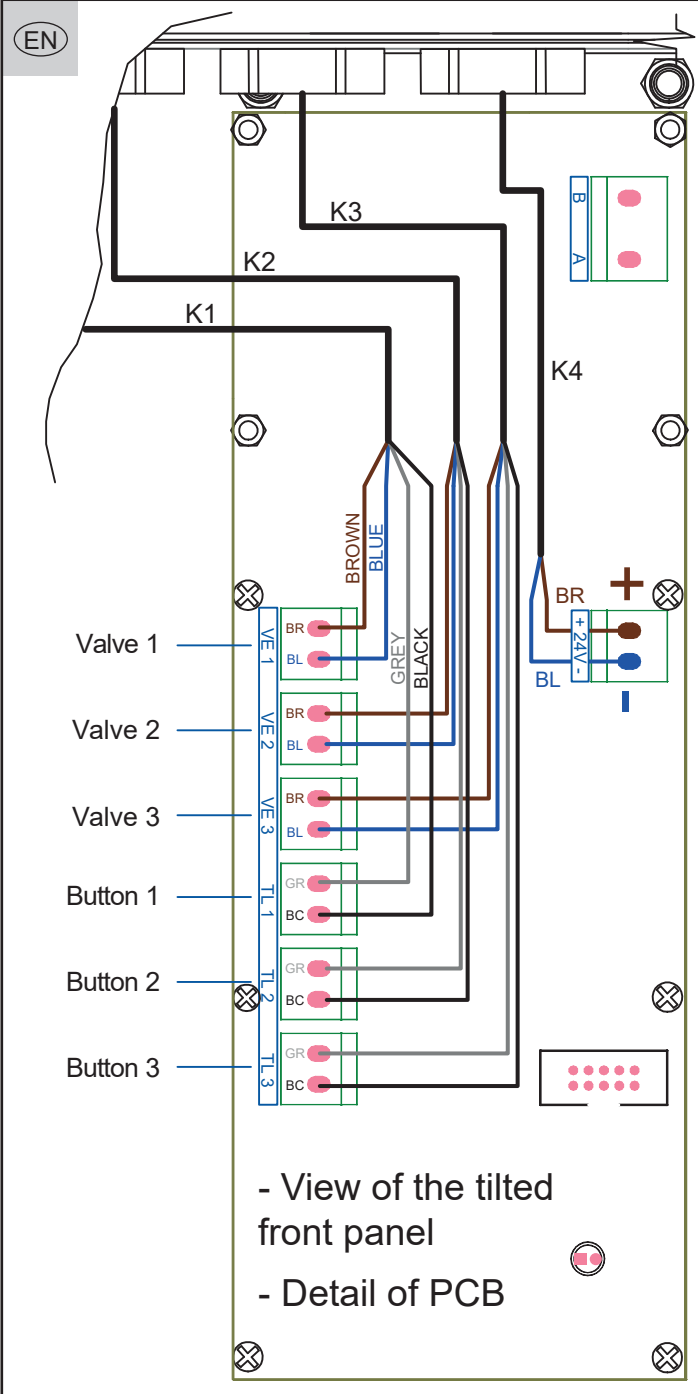 EN
K3
K2
K1
K4
B
A
BROWN
BLUE
GREY
BLACK
BR
+ 24V -
BL
+
-
Valve 1
VE 1
BR
BL
Valve 2
VE 2
BR
BL
Valve 3
VE 3
BR
BL
Button 1
TL 1
GR
BC
Button 2
TL 2
GR
BC
Button 3
TL 3
GR
BC
- View of the tilted
front panel
- Detail of PCB